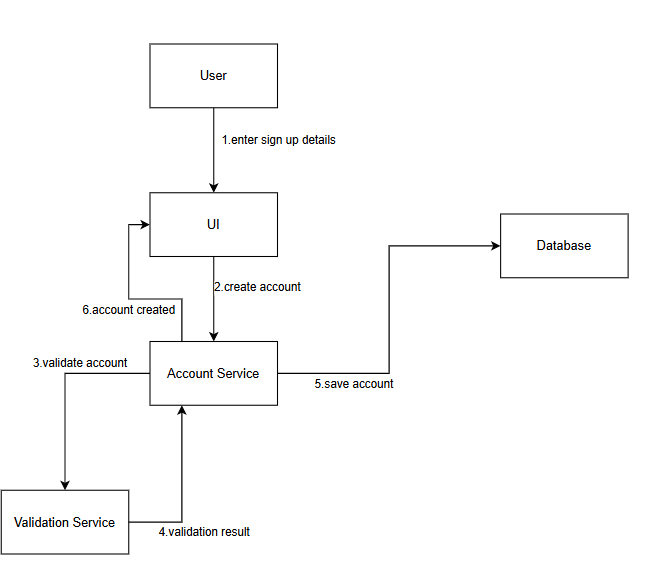 User
1.enter sign up details
UI
Database
2.create account
6.account created
3.validate account
Account Service
5.save account
Validation Service
4.validation result